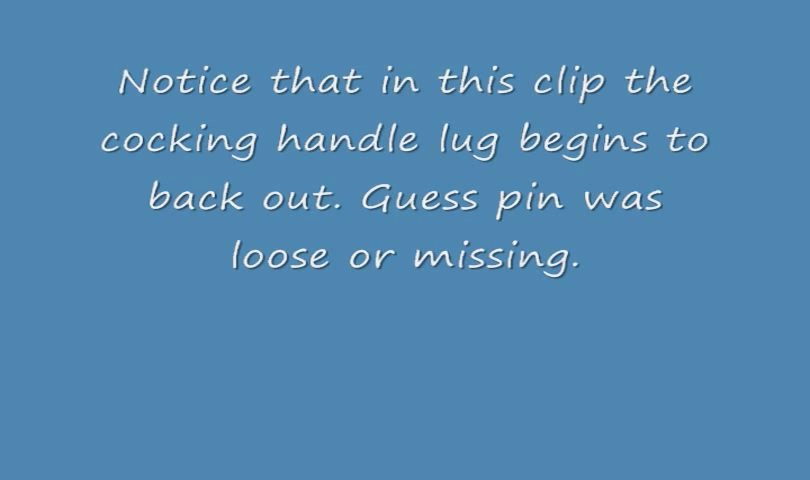 Notice that in this clip the
cocking handle lug begins to
back out. Guess pin was
loose or missing.